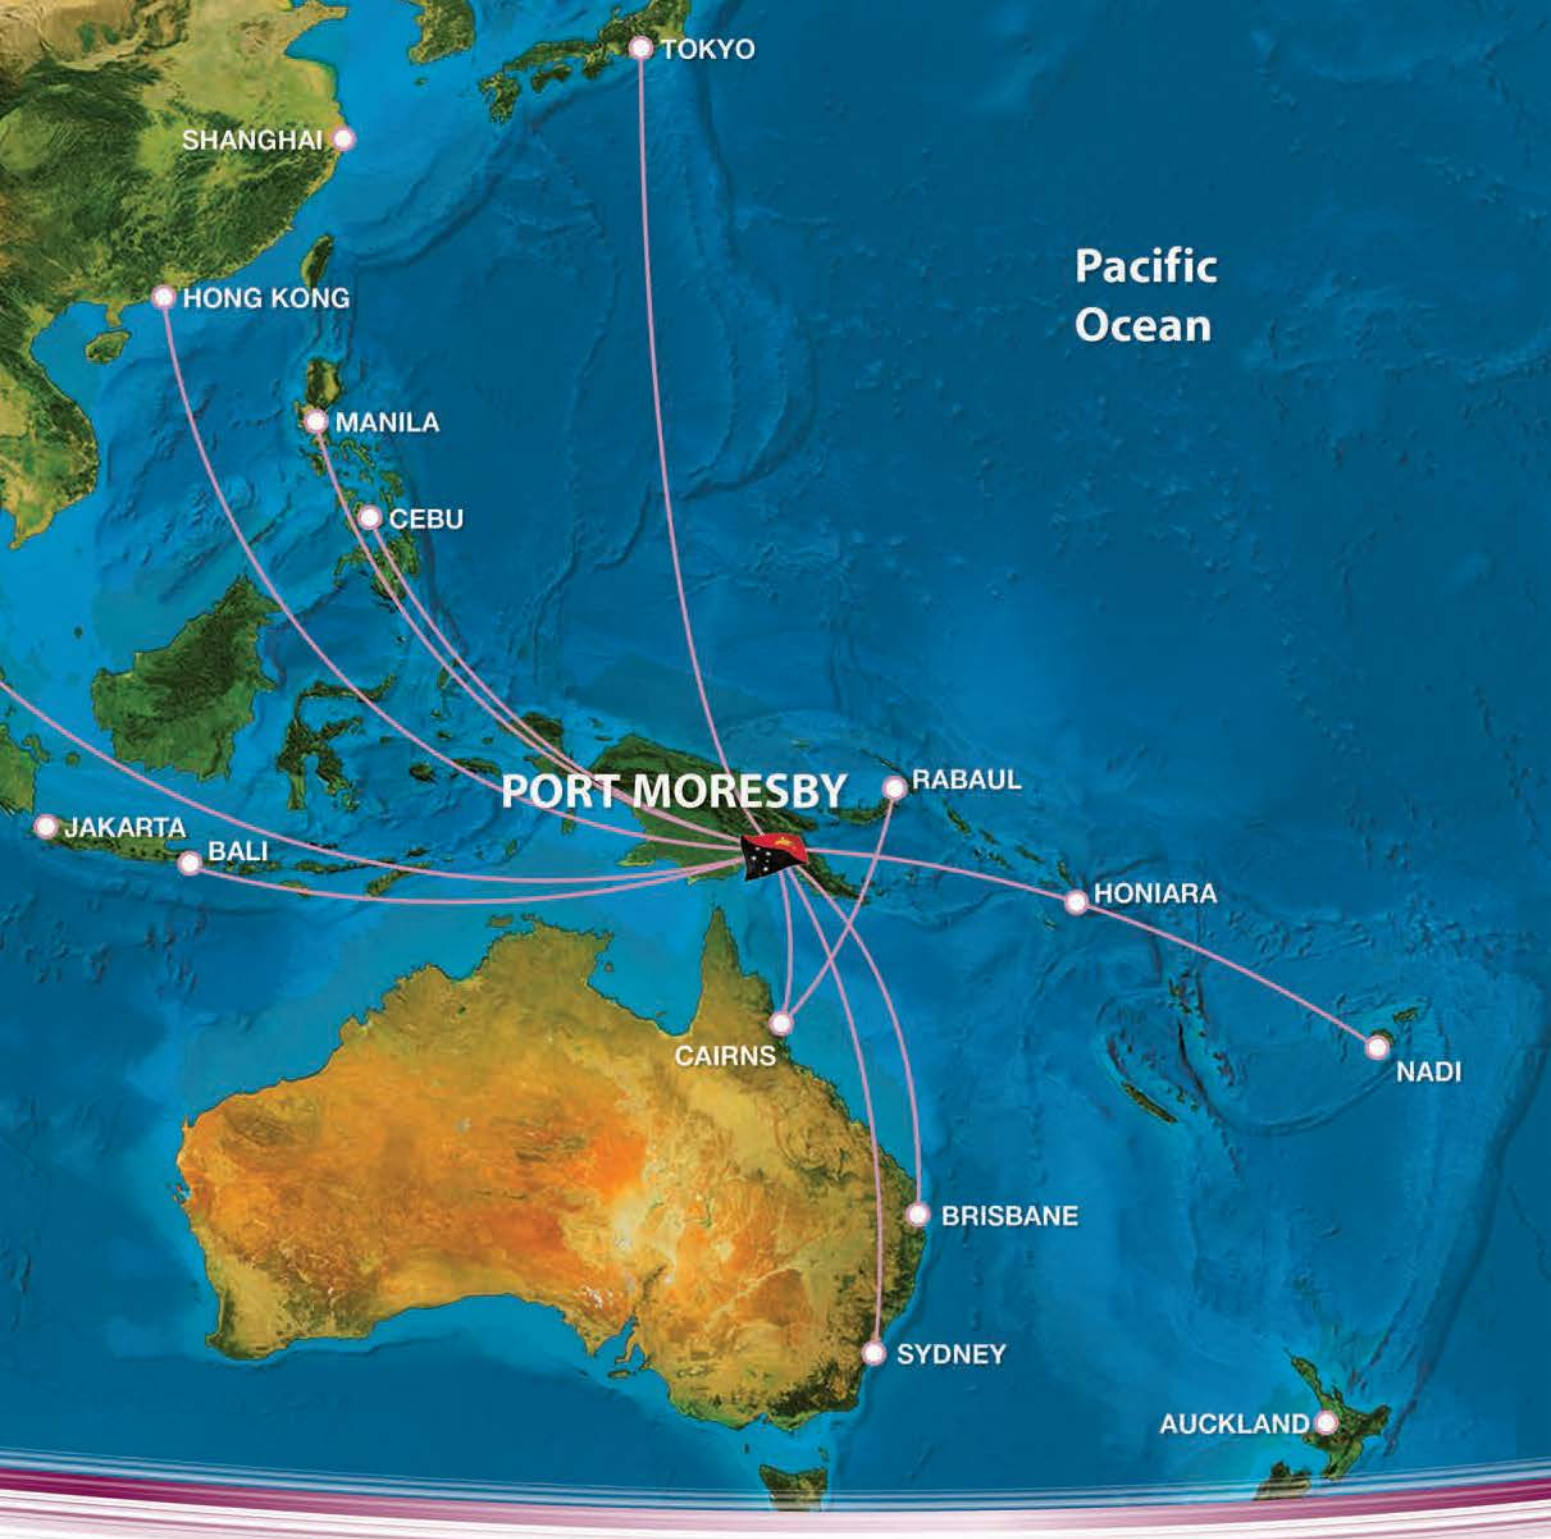 TOKYO
SHANGHAI
Pacific
Ocean
HONG KONG
MANILA
CEBU
PORT MORESBY
RABAUL
JAKARTA
BALI
HONIARA
CAIRNS
NADI
BRISBANE
SYDNEY
AUCKLAND